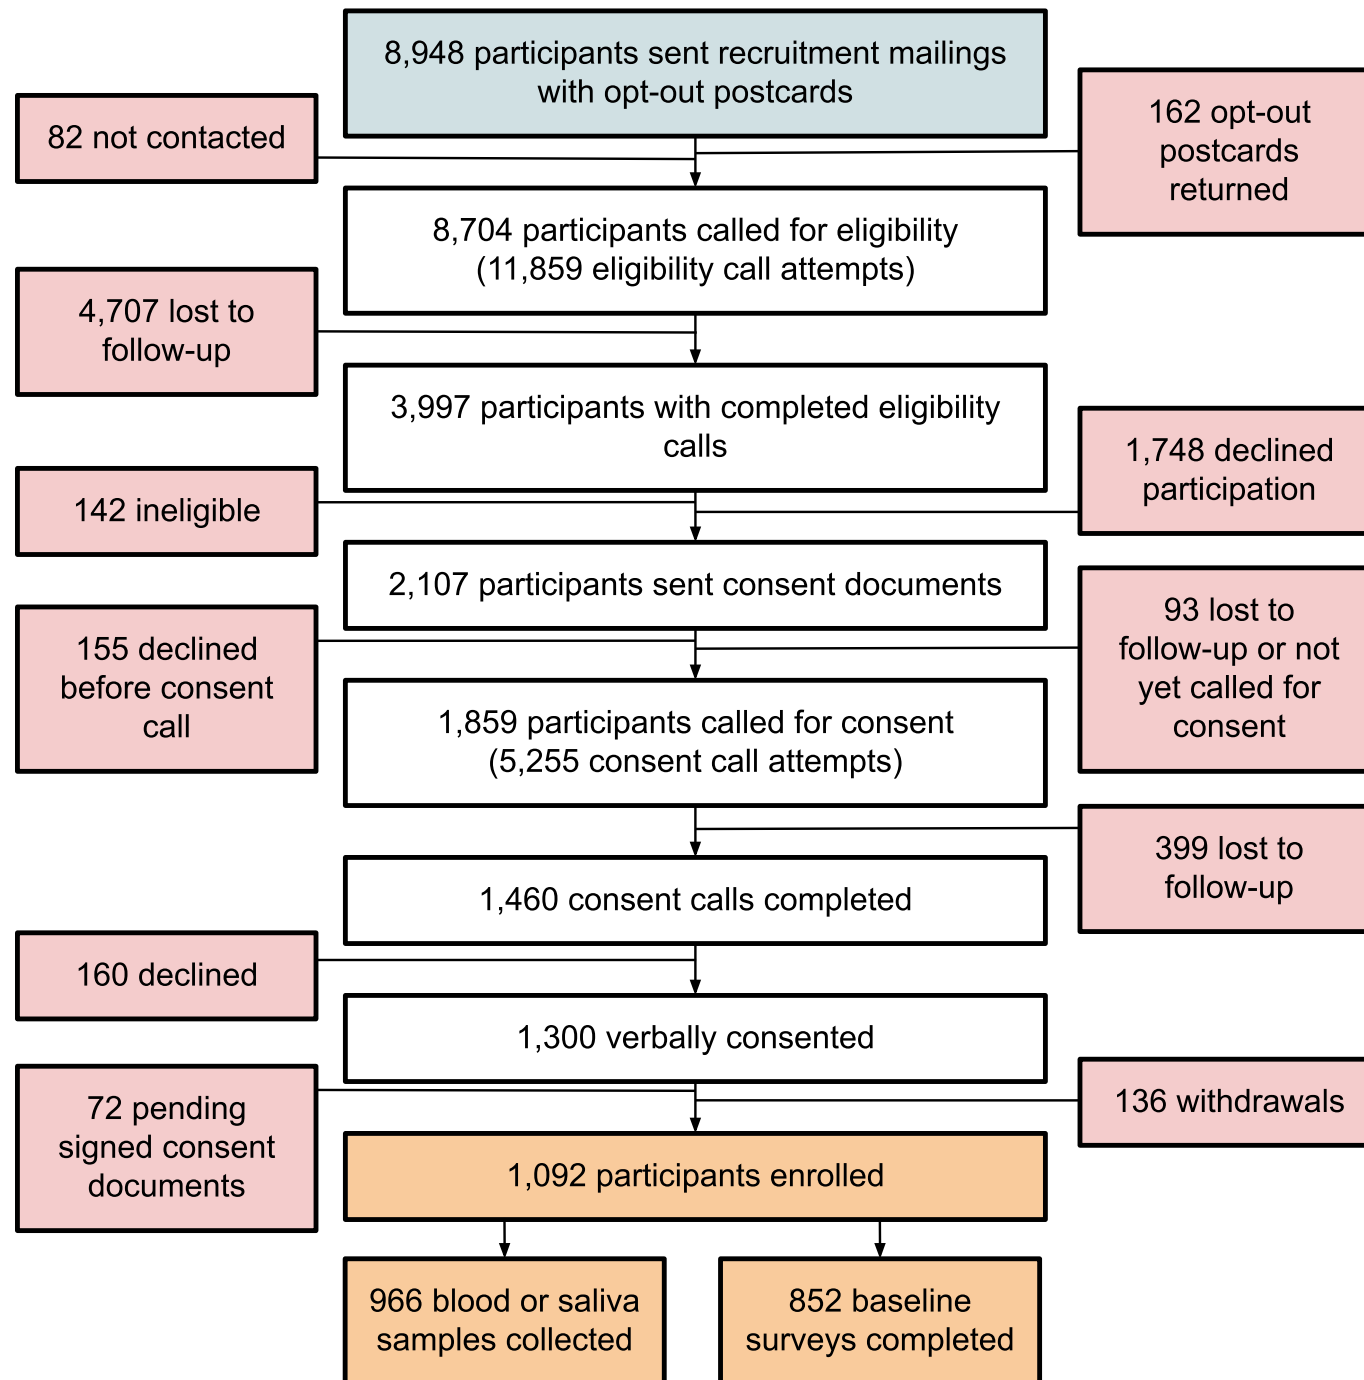 8,948 participants sent recruitment mailings
with opt-out postcards
82 not contacted
162 opt-out
postcards
returned
8,704 participants called for eligibility
(11,859 eligibility call attempts)
4,707 lost to
follow-up
3,997 participants with completed eligibility
calls
142 ineligible
1,748 declined
participation
2,107 participants sent consent documents
155 declined
before consent
call
93 lost to
follow-up or not
yet called for
consent
1,859 participants called for consent
(5,255 consent call attempts)
399 lost to
follow-up
1,460 consent calls completed
160 declined
1,300 verbally consented
72 pending
signed consent
documents
136 withdrawals
1,092 participants enrolled
966 blood or saliva
samples collected
852 baseline
surveys completed